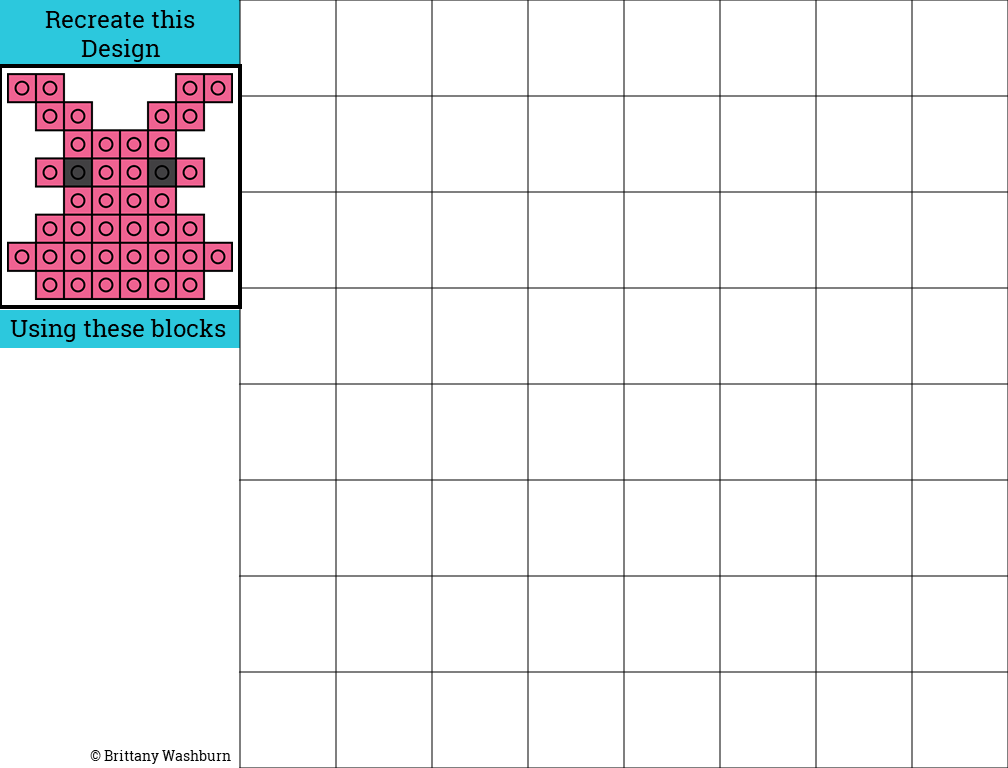 Recreate this
Design
Using these blocks
© Brittany Washburn